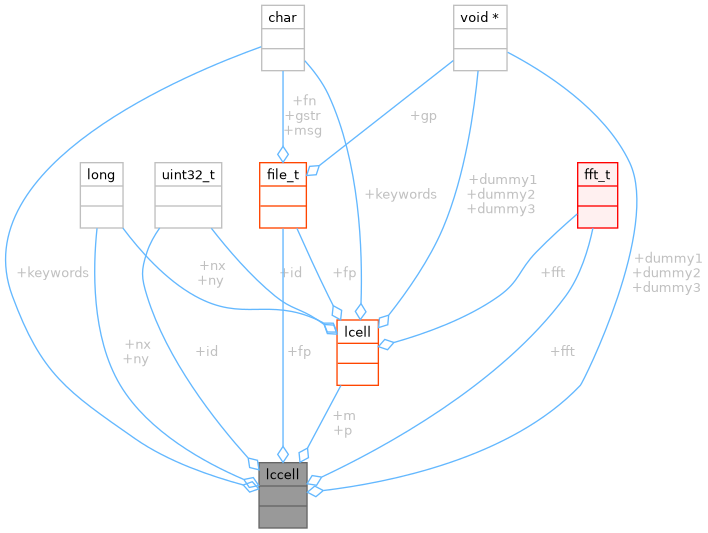 char
void *
+fn
+gstr
+msg
+gp
long
uint32_t
file_t
fft_t
+keywords
+dummy1
+dummy2
+dummy3
+keywords
+nx
+ny
+id
+fp
+fft
+dummy1
+dummy2
+dummy3
lcell
+nx
+ny
+id
+fp
+fft
+m
+p
lccell